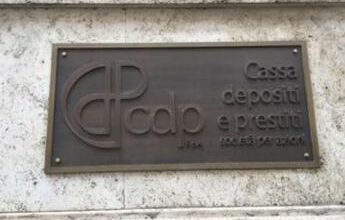 cdp
Cassa
depositi
e prestiti
società per azioni